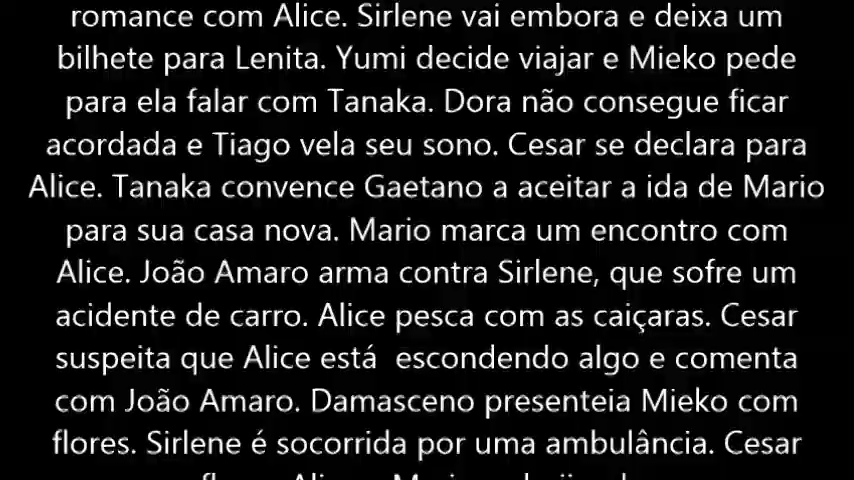 romance com Alice. Sirlene vai embora e deixa um
bilhete para Lenita. Yumi decide viajar e Mieko pede
para ela falar com Tanaka. Dora não consegue ficar
acordada e Tiago vela seu sono. Cesar se declara para
Alice. Tanaka convence Gaetano a aceitar a ida de Mario
para sua casa nova. Mario marca um encontro com
Alice. João Amaro arma contra Sirlene, que sofre um
acidente de carro. Alice pesca com as caiçaras. Cesar
suspeita que Alice está  escondendo algo e comenta
com João Amaro. Damasceno presenteia Mieko com
flores. Sirlene é socorrida por uma ambulância. Cesar